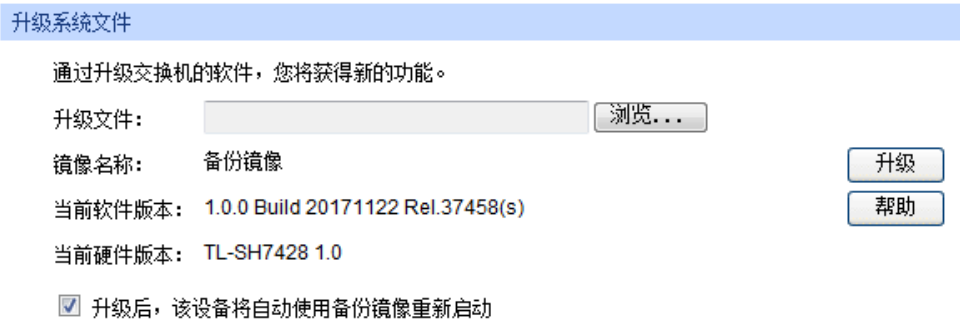 升级系统文件
通过升级交换机的软件，您将获得新的功能。
升级文件： 浏览...
镜像名称： 备份镜像 升级
当前软件版本： 1.0.0 Build 20171122 Rel.37458(s) 帮助
当前硬件版本： TL-SH7428 1.0
升级后，该设备将自动使用备份镜像重新启动